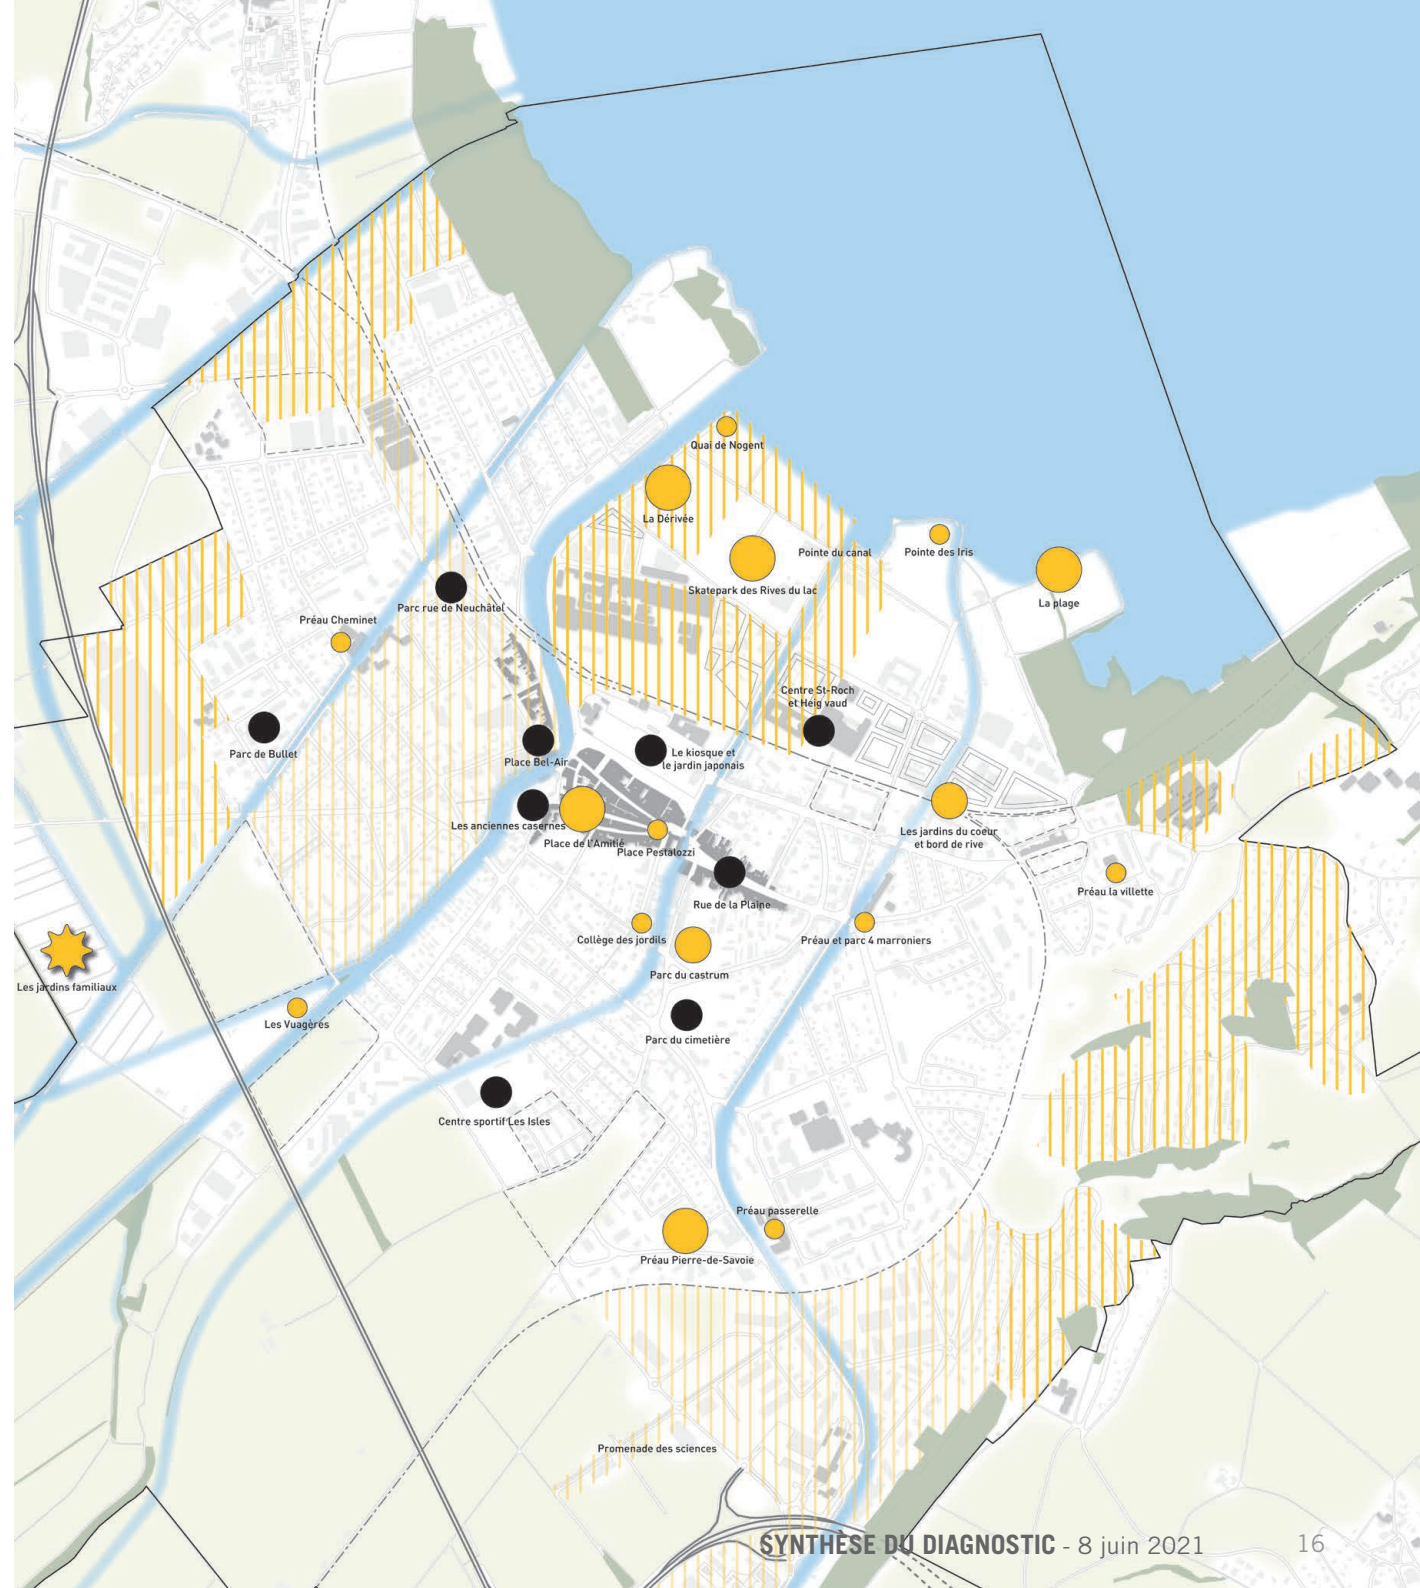 Quai de Nogent
La Dérivée
Pointe du canal
Pointe des Iris
Skatepark des Rives du lac
La plage
Parc rue de Neuchâtel
Préau Cheminet
Centre St-Roch
et Heig vaud
Parc de Bullet
Place Bel-Air
Le kiosque et
le jardin japonais
Les anciennes casernes
Place de l'Amitié
Place Pestalozzi
Les jardins du coeur
et bord de rive
Préau la villette
Rue de la Plaine
Collège des jordils
Préau et parc 4 marroniers
Parc du castrum
Les jardins familiaux
Les Vuagères
Parc du cimetière
Centre sportif Les Isles
Préau passerelle
Préau Pierre-de-Savoie
Promenade des sciences
SYNTHÈSE DU DIAGNOSTIC - 8 juin 2021 16